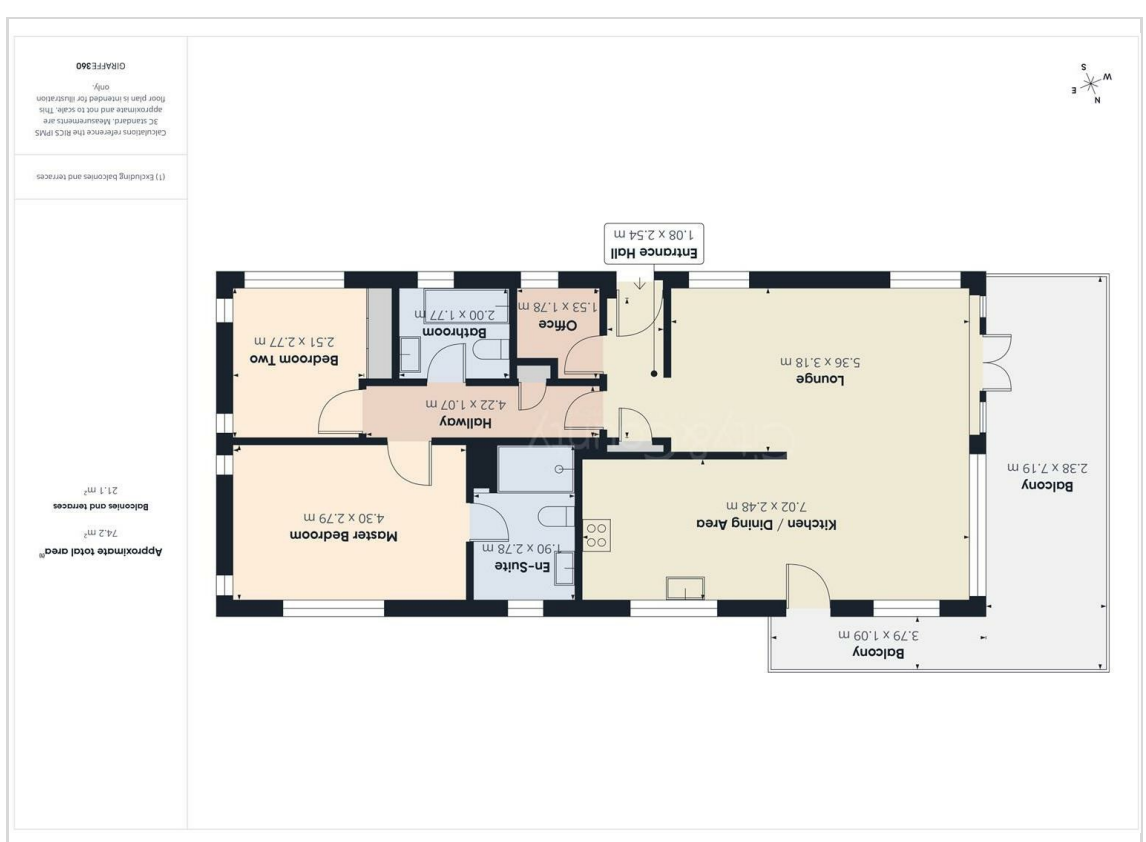 Balcony
3.79 x 1.09 m
Balcony
2.38 x 7.19 m
Kitchen / Dining Area
7.02 x 2.48 m
En-Suite
1.90 x 2.78 m
Master Bedroom
4.30 x 2.79 m
Lounge
5.36 x 3.18 m
Hallway
4.22 x 1.07 m
Office
1.53 x 1.78 m
Bathroom
2.00 x 1.77 m
Bedroom Two
2.51 x 2.77 m
Entrance Hall
1.08 x 2.54 m
City & County
N
E
W
S
Approximate total area(1)
74.2 m²
Balconies and terraces
21.1 m²
(1) Excluding balconies and terraces
Calculations reference the RICS IPMS
3C standard. Measurements are
approximate and not to scale. This
floor plan is intended for illustration
only.
GIRAFFE360